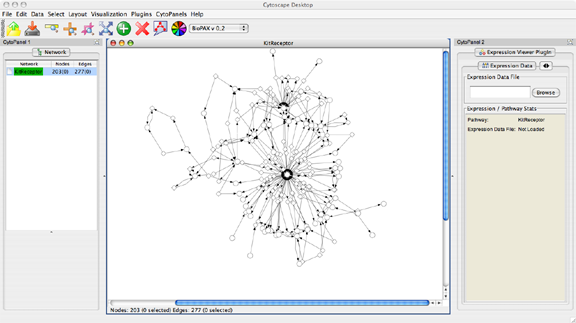 Cytoscape Desktop
File Edit Data Select Layout Visualization Plugins CytoPanels Help
BioPAX v 0_2
CytoPanel 1
Network
Network Nodes Edges
KitReceptor 203(0) 277(0)
KitReceptor
Nodes: 203 (0 selected) Edges: 277 (0 selected)
CytoPanel 2
Expression Viewer Plugin
Expression Data
Expression Data File
Browse
Expression / Pathway Stats
Pathway: KitReceptor
Expression Data File: Not Loaded